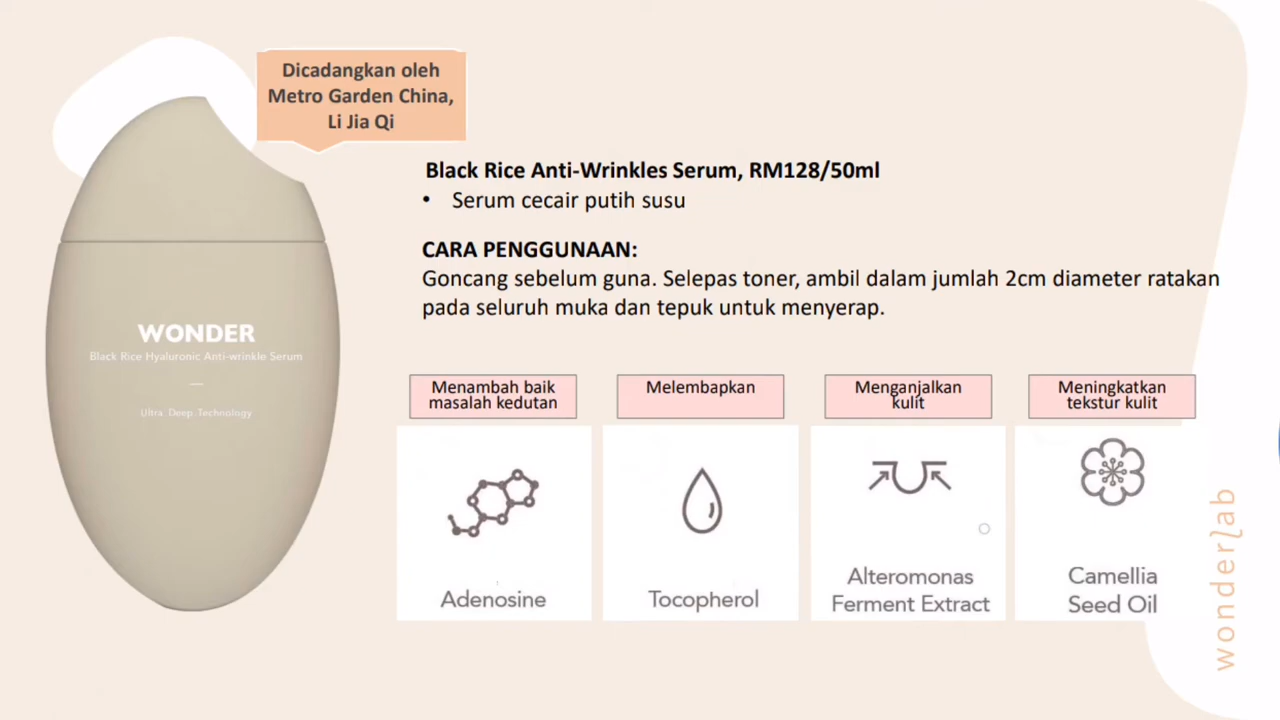 Dicadangkan oleh
Metro Garden China,
Li Jia Qi
Black Rice Anti-Wrinkles Serum, RM128/50ml
• Serum cecair putih susu
CARA PENGGUNAAN:
Goncang sebelum guna. Selepas toner, ambil dalam jumlah 2cm diameter ratakan
pada seluruh muka dan tepuk untuk menyerap.
WONDER
Black Rice Hyaluronic Anti-wrinkle Serum
Ultra Deep Technology
Menambah baik
masalah kedutan
Melembapkan
Menganjalkan
kulit
Meningkatkan
tekstur kulit
Adenosine
Tocopherol
Alteromonas
Ferment Extract
Camellia
Seed Oil
wonderlab